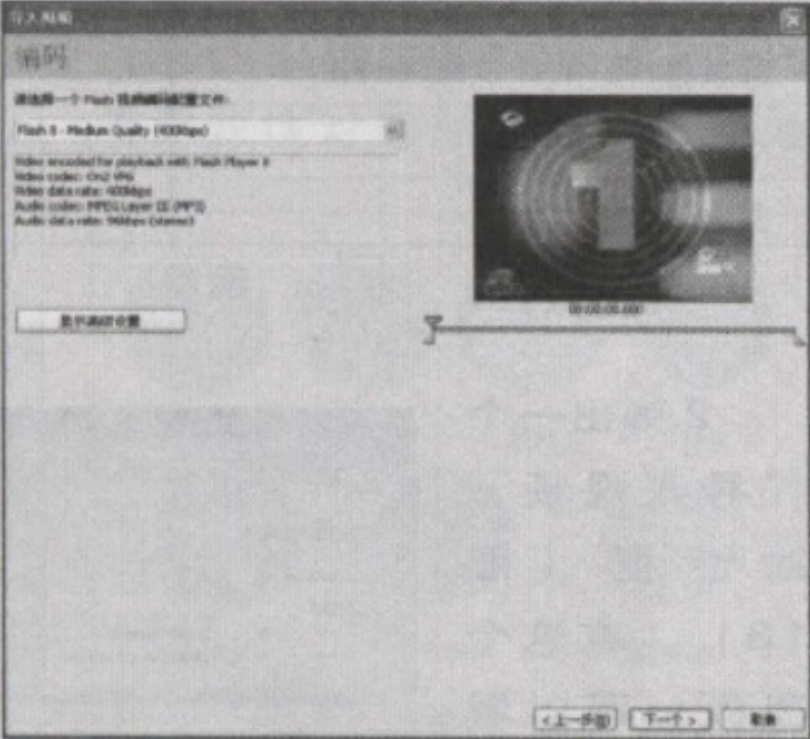 导入视频
编码
请选择一个 Flash 视频编码配置文件:
Flash 8 - Medium Quality (400kbps)
Video encoded for playback with Flash Player 8
Video codec: On2 VP6
Video data rate: 400kbps
Audio codec: MPEG Layer III (MP3)
Audio data rate: 96kbps (stereo)
1
00:00:00.000
显示高级设置
<上一步(B)
下一个 >
取消